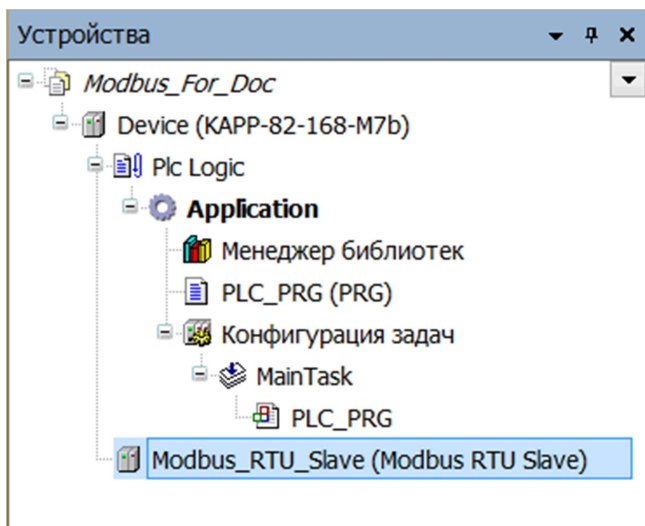 Устройства
Modbus_For_Doc
Device (KAPP-82-168-M7b)
Plc Logic
Application
Менеджер библиотек
PLC_PRG (PRG)
Конфигурация задач
MainTask
PLC_PRG
Modbus_RTU_Slave (Modbus RTU Slave)